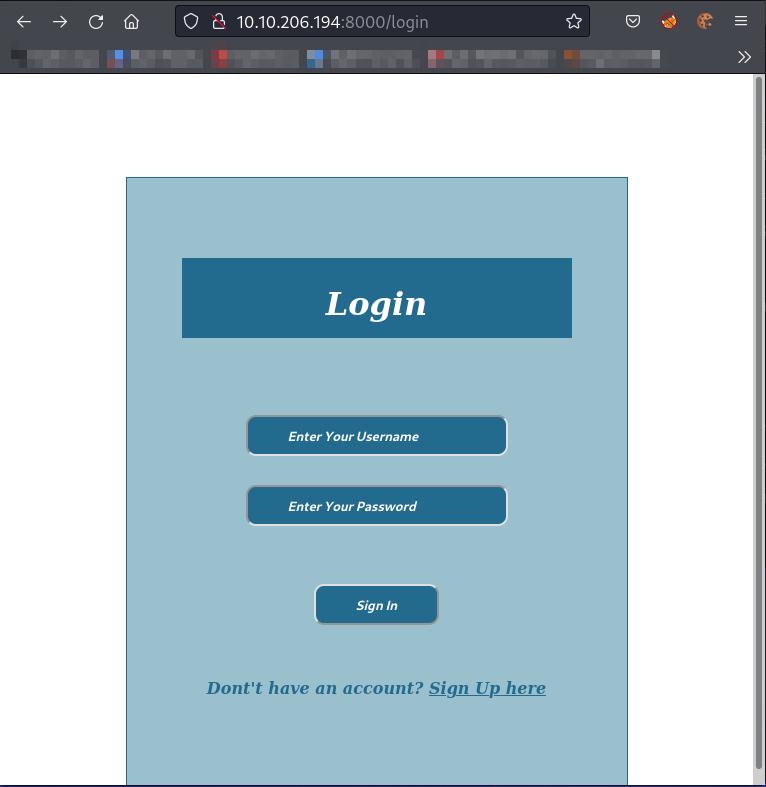 10.10.206.194:8000/login
Login
Enter Your Username
Enter Your Password
Sign In
Dont't have an account? Sign Up here